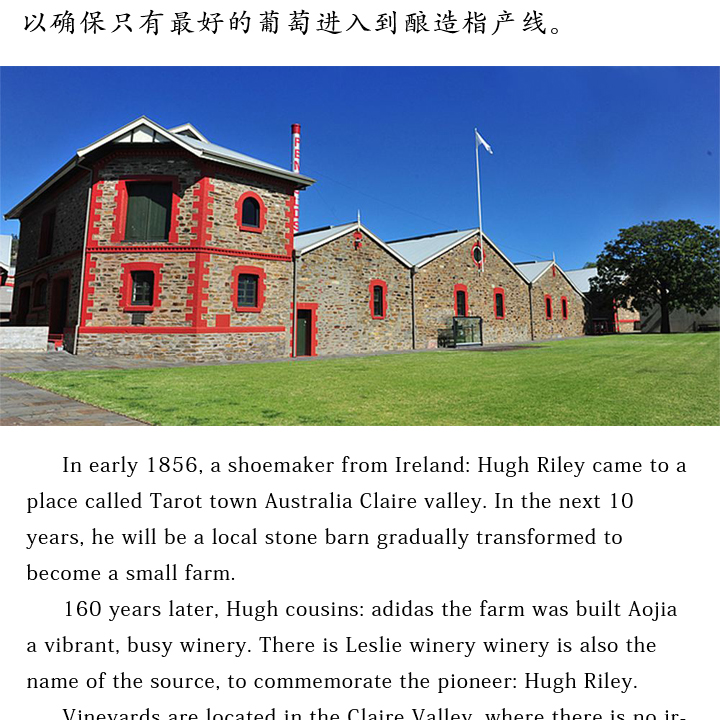 以确保只有最好的葡萄进入到酿造指产线。
PENFOLDS
In early 1856, a shoemaker from Ireland: Hugh Riley came to a
place called Tarot town Australia Claire valley. In the next 10
years, he will be a local stone barn gradually transformed to
become a small farm.
160 years later, Hugh cousins: adidas the farm was built Aojia
a vibrant, busy winery. There is Leslie winery winery is also the
name of the source, to commemorate the pioneer: Hugh Riley.
Vineyards are located in the Claire Valley, where there is no ir-